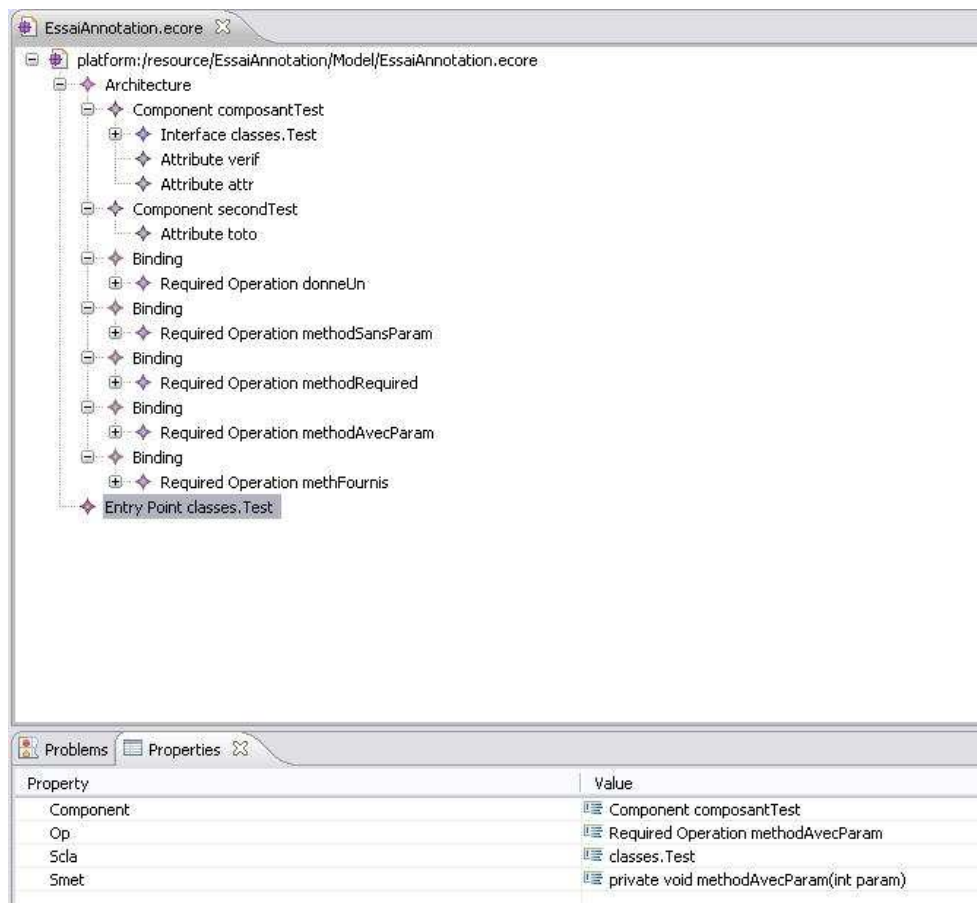 EssaiAnnotation.ecore
platform:/resource/EssaiAnnotation/Model/EssaiAnnotation.ecore
Architecture
Component composantTest
Interface classes.Test
Attribute verif
Attribute attr
Component secondTest
Attribute toto
Binding
Required Operation donneUn
Binding
Required Operation methodSansParam
Binding
Required Operation methodRequired
Binding
Required Operation methodAvecParam
Binding
Required Operation methFournis
Entry Point classes.Test
Problems Properties
Property Value
Component Component composantTest
Op Required Operation methodAvecParam
Scla classes.Test
Smet private void methodAvecParam(int param)